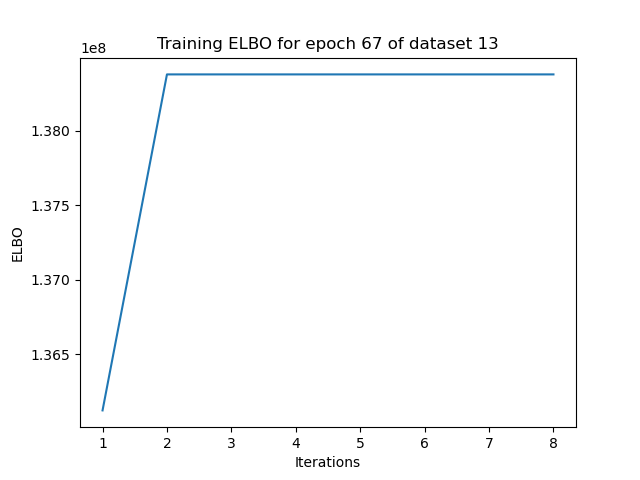 Training ELBO for epoch 67 of dataset 13
1e8
1.380
1.375
1.370
1.365
ELBO
1 2 3 4 5 6 7 8
Iterations